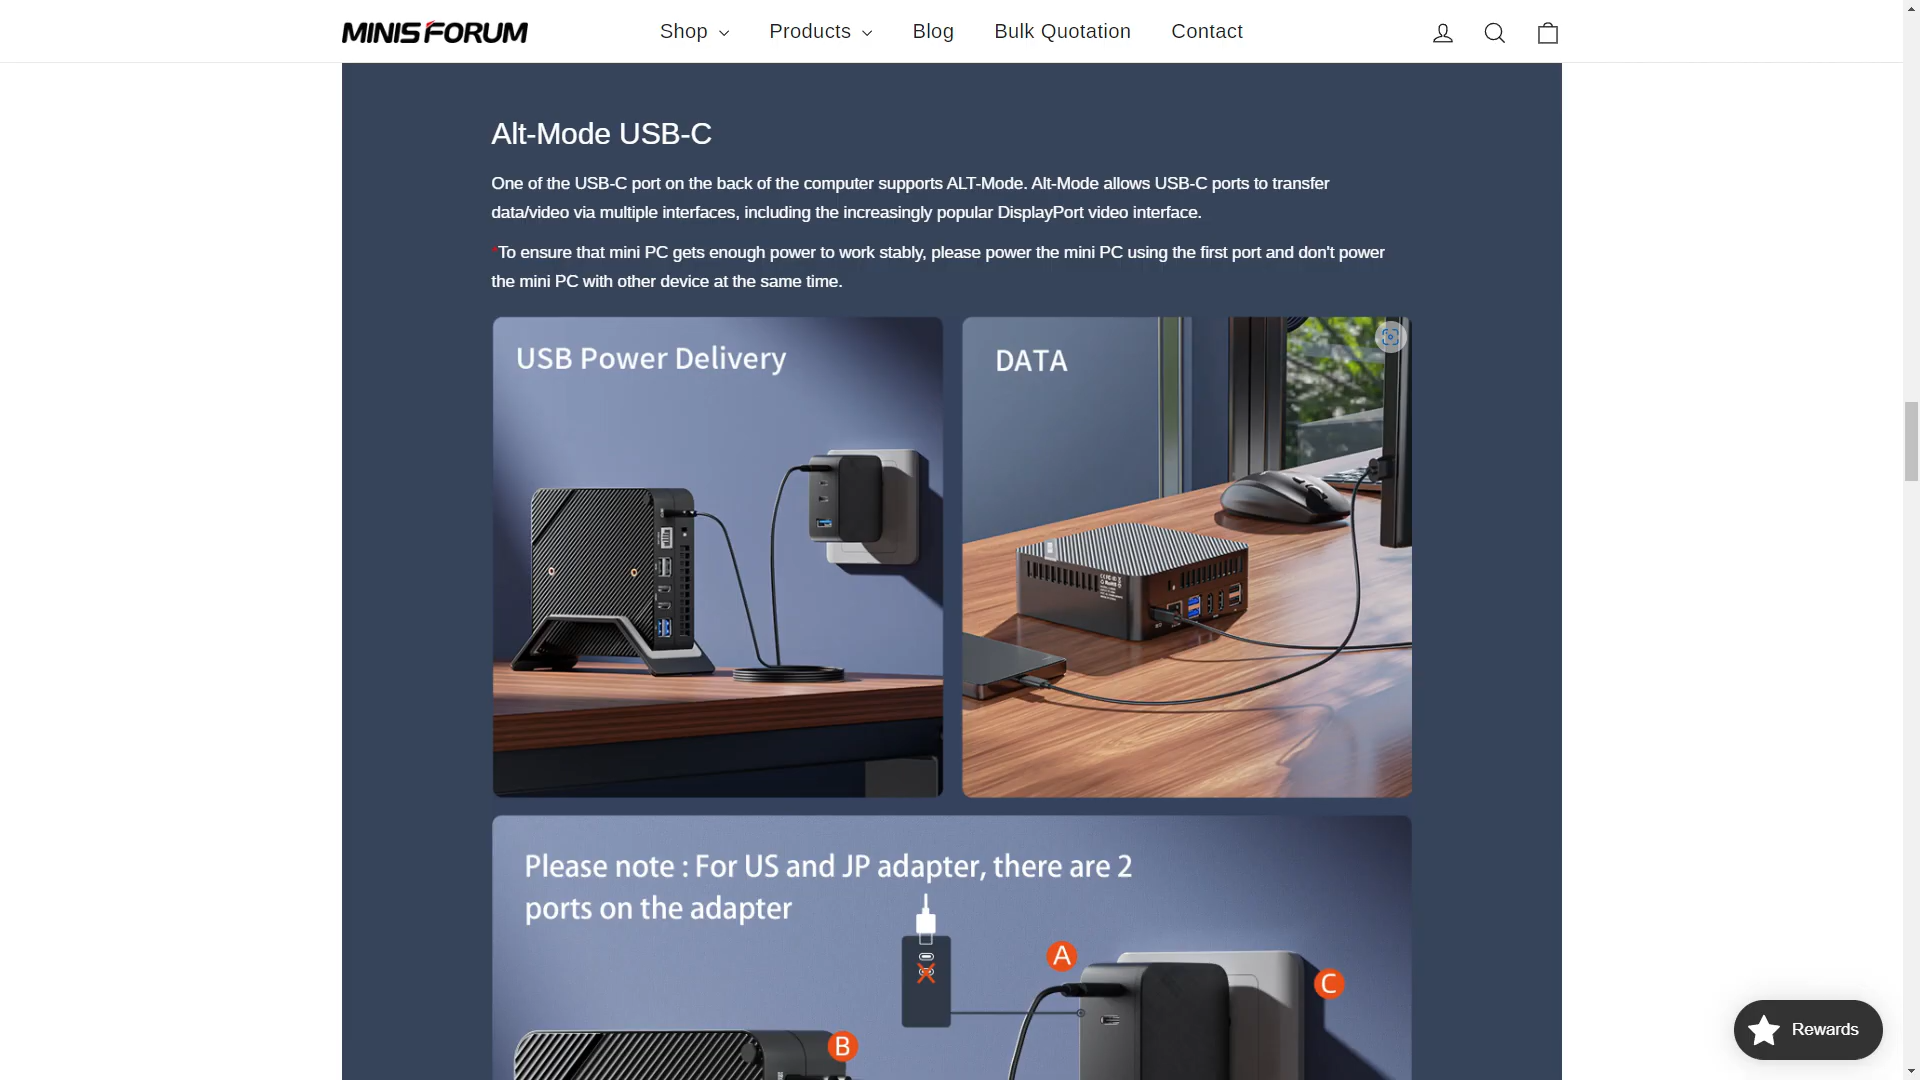 MINISFORUM
Shop
Products
Blog
Bulk Quotation
Contact
Alt-Mode USB-C
One of the USB-C port on the back of the computer supports ALT-Mode. Alt-Mode allows USB-C ports to transfer
data/video via multiple interfaces, including the increasingly popular DisplayPort video interface.
*To ensure that mini PC gets enough power to work stably, please power the mini PC using the first port and don't power
the mini PC with other device at the same time.
USB Power Delivery
DATA
Please note : For US and JP adapter, there are 2
ports on the adapter
A
C
B
Rewards